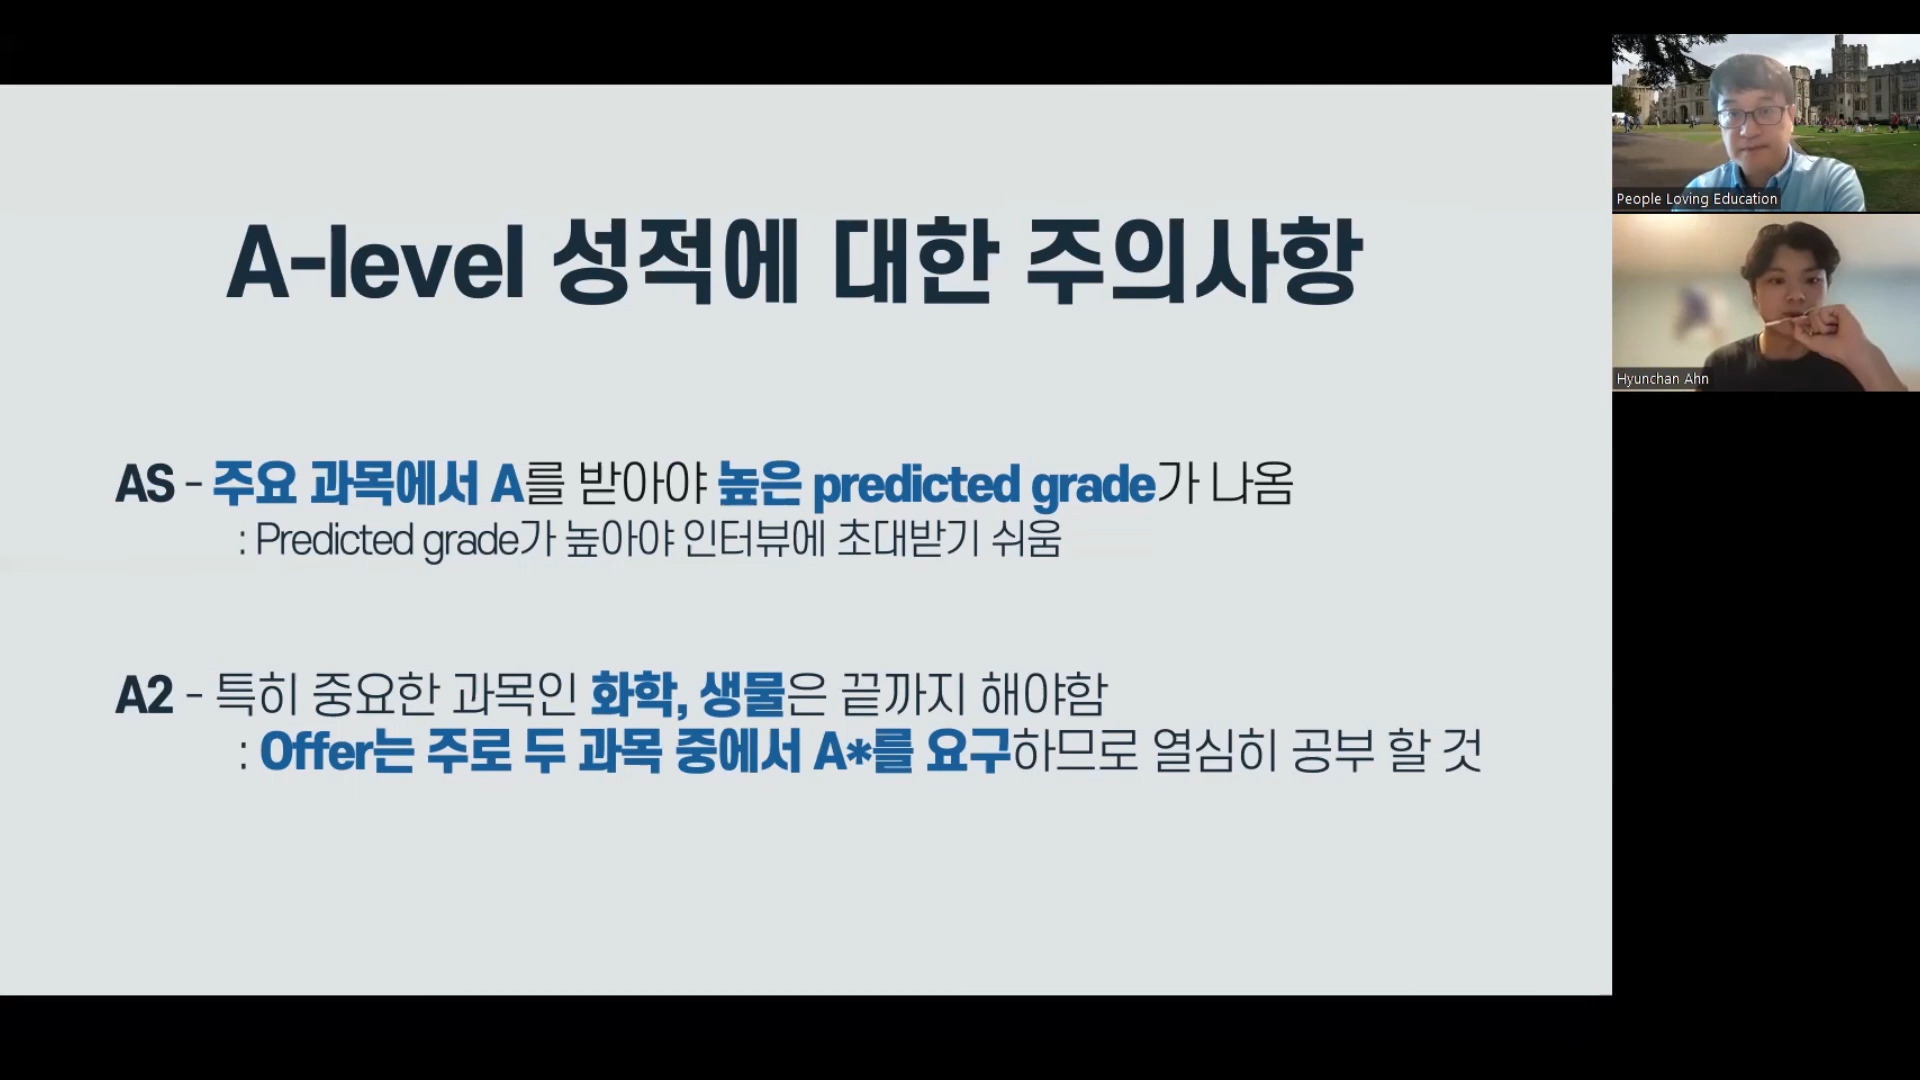 A-level 성적에 대한 주의사항
AS - 주요 과목에서 A를 받아야 높은 predicted grade가 나옴
: Predicted grade가 높아야 인터뷰에 초대받기 쉬움
A2 - 특히 중요한 과목인 화학, 생물은 끝까지 해야함
: Offer는 주로 두 과목 중에서 A*를 요구하므로 열심히 공부 할 것
People Loving Education
Hyunchan Ahn